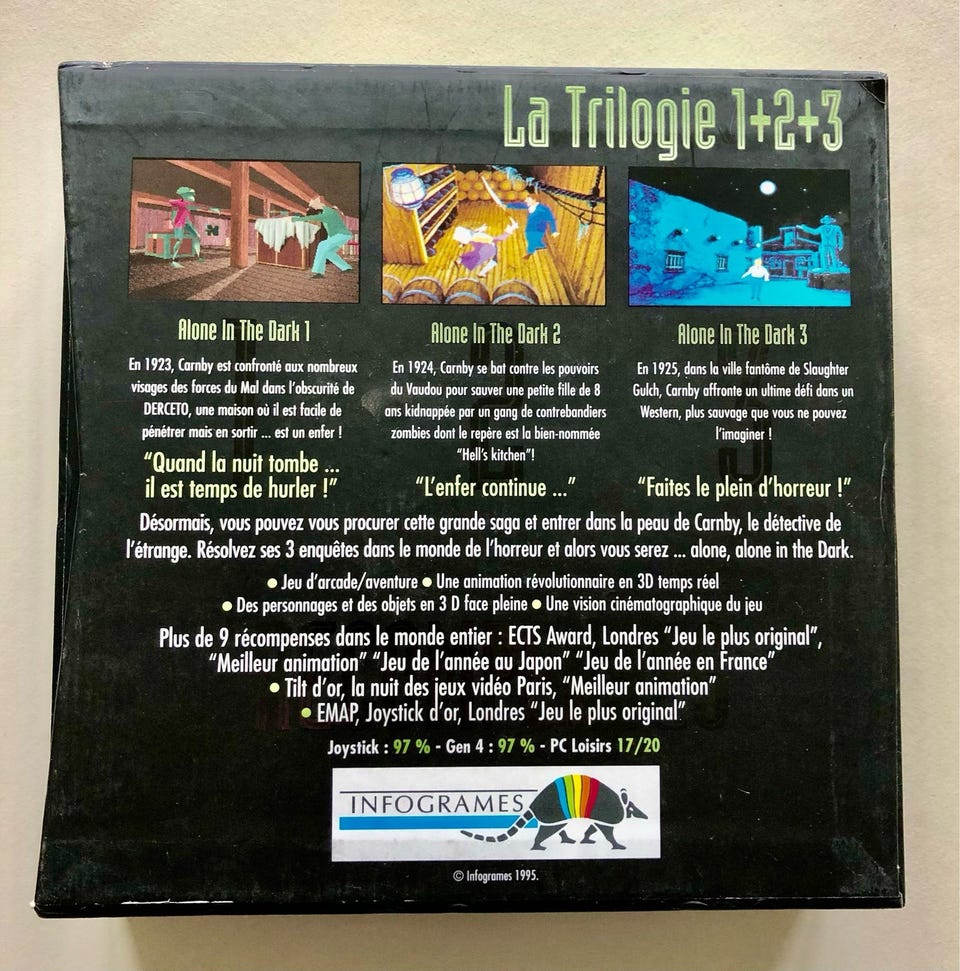 La Trilogie 1+2+3
Alone In The Dark 1
En 1923, Carnby est confronté aux nombreux
visages des forces du Mal dans l'obscurité de
DERCETO, une maison où il est facile de
pénétrer mais en sortir ... est un enfer !
"Quand la nuit tombe ...
il est temps de hurler !"
Alone In The Dark 2
En 1924, Carnby se bat contre les pouvoirs
du Vaudou pour sauver une petite fille de 8
ans kidnappée par un gang de contrebandiers
zombies dont le repère est la bien-nommée
"Hell's kitchen"!
"L'enfer continue ..."
Alone In The Dark 3
En 1925, dans la ville fantôme de Slaughter
Gulch, Carnby affronte un ultime défi dans un
Western, plus sauvage que vous ne pouvez
l'imaginer !
"Faites le plein d'horreur !"
Désormais, vous pouvez vous procurer cette grande saga et entrer dans la peau de Carnby, le détective de
l'étrange. Résolvez ses 3 enquêtes dans le monde de l'horreur et alors vous serez ... alone, alone in the Dark.
• Jeu d'arcade/aventure • Une animation révolutionnaire en 3D temps réel
• Des personnages et des objets en 3 D face pleine • Une vision cinématographique du jeu
Plus de 9 récompenses dans le monde entier : ECTS Award, Londres "Jeu le plus original",
"Meilleur animation" "Jeu de l'année au Japon" "Jeu de l'année en France"
• Tilt d'or, la nuit des jeux vidéo Paris, "Meilleur animation"
• EMAP, Joystick d'or, Londres "Jeu le plus original"
Joystick : 97 % - Gen 4 : 97 % - PC Loisirs 17/20
INFOGRAMES
© Infogrames 1995.